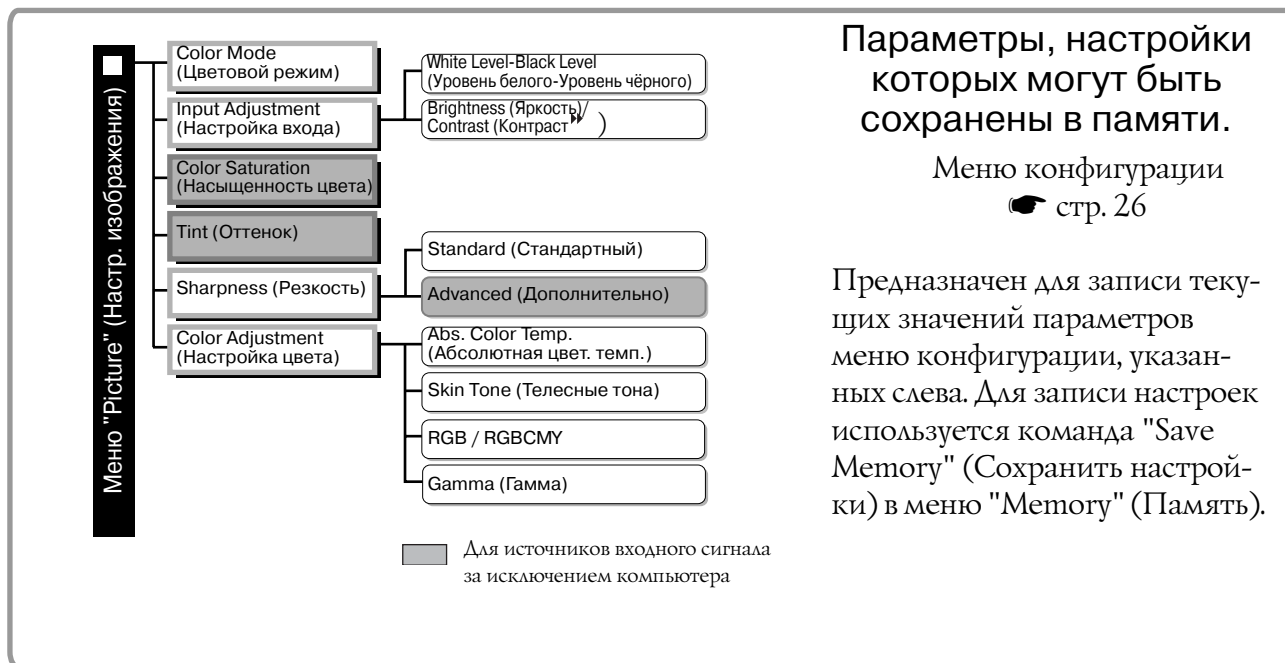 Меню "Picture" (Настр. изображения)
Color Mode
(Цветовой режим)
Input Adjustment
(Настройка входа)
Color Saturation
(Насыщенность цвета)
Tint (Оттенок)
Sharpness (Резкость)
Color Adjustment
(Настройка цвета)
White Level-Black Level
(Уровень белого-Уровень чёрного)
Brightness (Яркость)/
Contrast (Контраст )
Standard (Стандартный)
Advanced (Дополнительно)
Abs. Color Temp.
(Абсолютная цвет. темп.)
Skin Tone (Телесные тона)
RGB / RGBCMY
Gamma (Гамма)
Для источников входного сигнала
за исключением компьютера
Параметры, настройки
которых могут быть
сохранены в памяти.
Меню конфигурации
☛ стр. 26
Предназначен для записи теку-
щих значений параметров
меню конфигурации, указан-
ных слева. Для записи настроек
используется команда "Save
Memory" (Сохранить настрой-
ки) в меню "Memory" (Память).